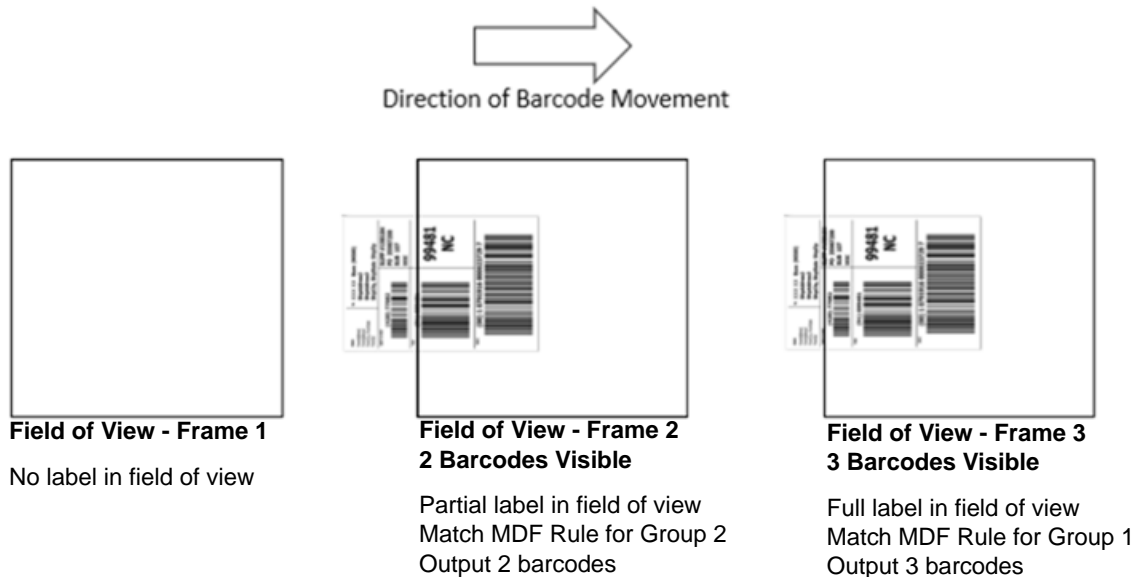 Direction of Barcode Movement
99481
NC
99481
NC
Field of View - Frame 1
No label in field of view
Field of View - Frame 2
2 Barcodes Visible
Partial label in field of view
Match MDF Rule for Group 2
Output 2 barcodes
Field of View - Frame 3
3 Barcodes Visible
Full label in field of view
Match MDF Rule for Group 1
Output 3 barcodes